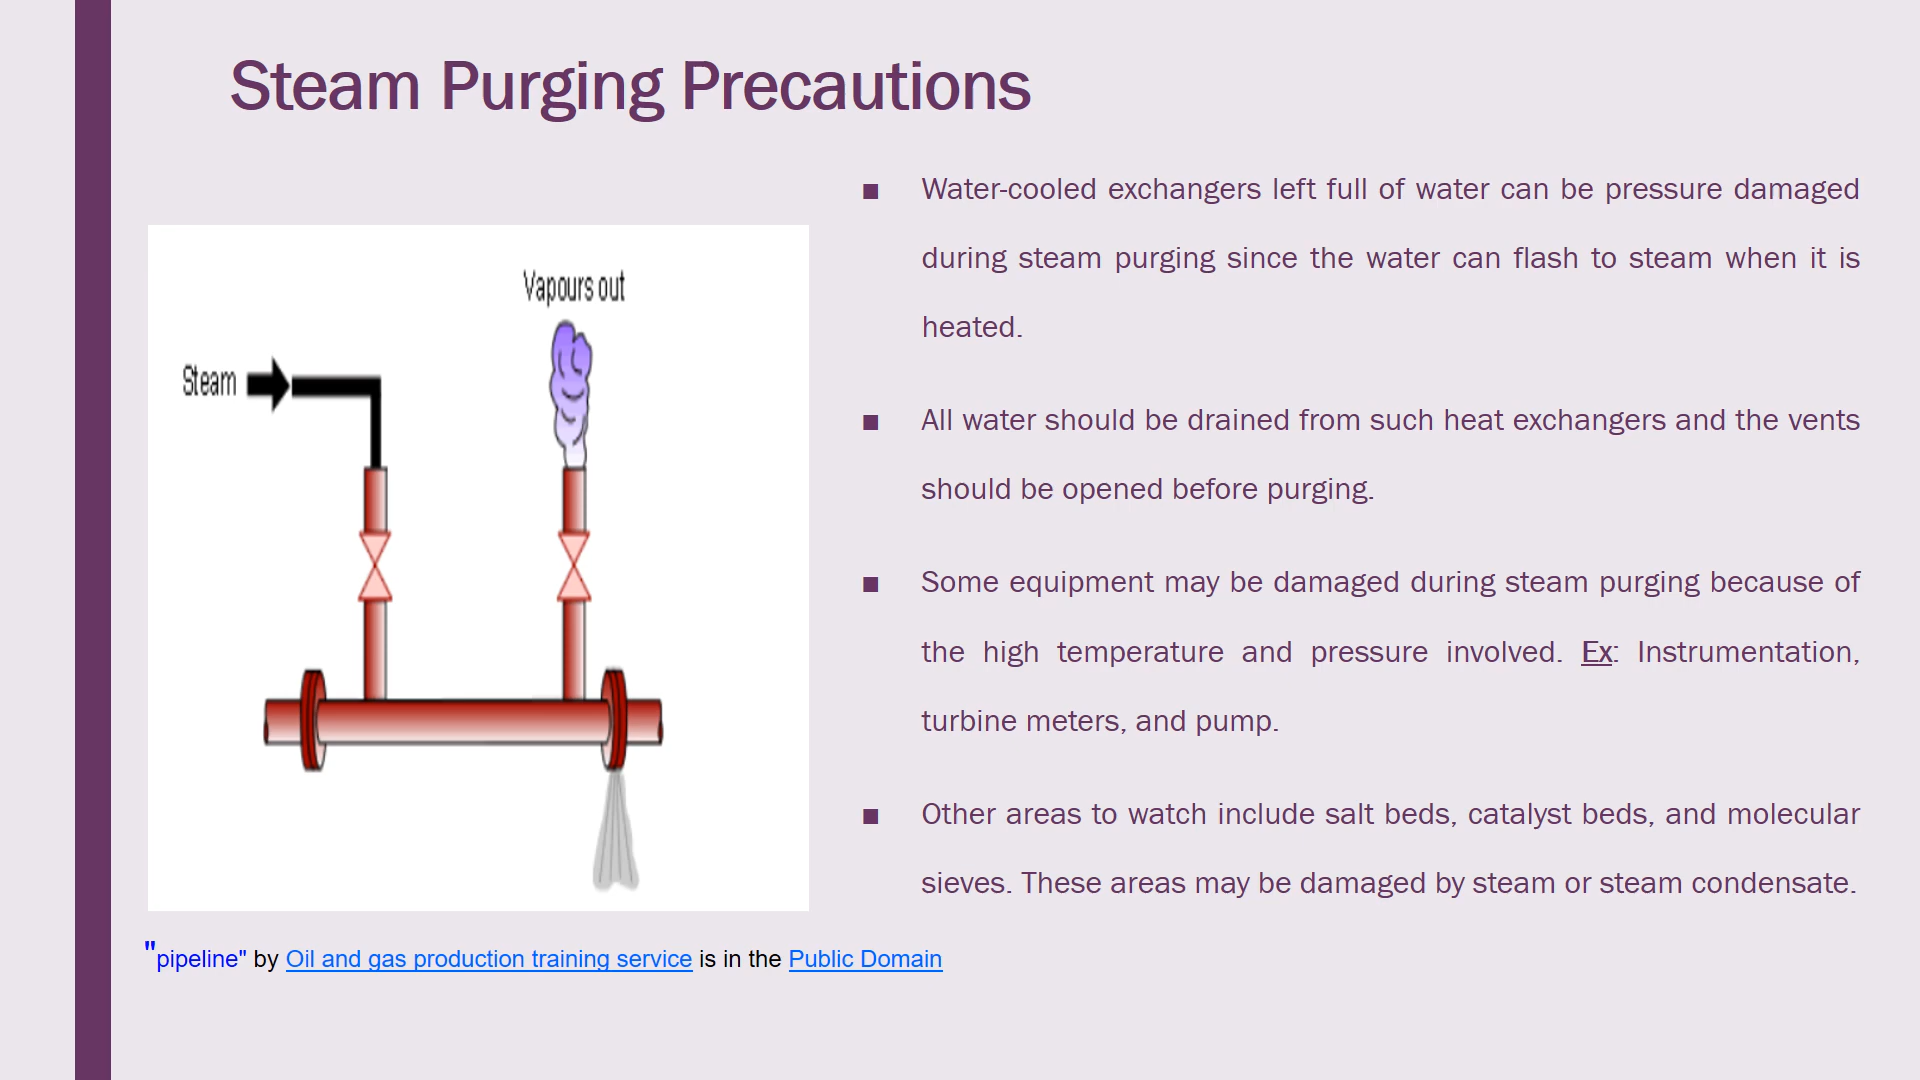 Steam Purging Precautions
Vapours out
Steam
■ Water-cooled exchangers left full of water can be pressure damaged
during steam purging since the water can flash to steam when it is
heated.
■ All water should be drained from such heat exchangers and the vents
should be opened before purging.
■ Some equipment may be damaged during steam purging because of
the high temperature and pressure involved. Ex: Instrumentation,
turbine meters, and pump.
■ Other areas to watch include salt beds, catalyst beds, and molecular
sieves. These areas may be damaged by steam or steam condensate.
"pipeline" by Oil and gas production training service is in the Public Domain